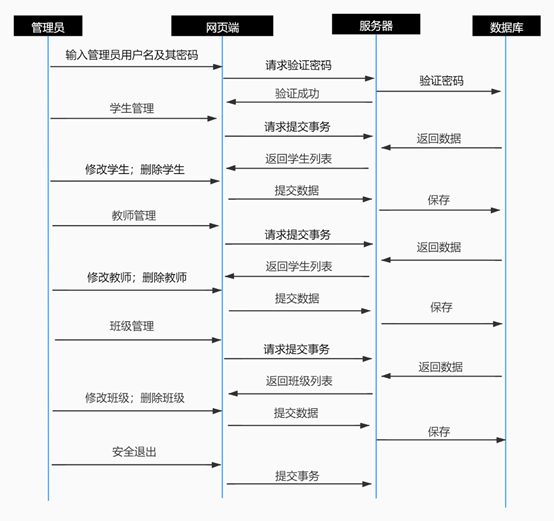 管理员
网页端
服务器
数据库
输入管理员用户名及其密码
请求验证密码
验证密码
验证成功
学生管理
请求提交事务
返回数据
返回学生列表
修改学生；删除学生
提交数据
保存
教师管理
请求提交事务
返回数据
返回学生列表
修改教师；删除教师
提交数据
保存
班级管理
请求提交事务
返回数据
返回班级列表
修改班级；删除班级
提交数据
保存
安全退出
提交事务